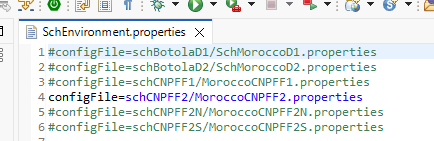 SchEnvironment.properties
1 #configFile=schBotolaD1/SchMoroccoD1.properties
2 #configFile=schBotolaD2/SchMoroccoD2.properties
3 #configFile=schCNPFF1/MoroccoCNPFF1.properties
4 configFile=schCNPFF2/MoroccoCNPFF2.properties
5 #configFile=schCNPFF2N/MoroccoCNPFF2N.properties
6 #configFile=schCNPFF2S/MoroccoCNPFF2S.properties